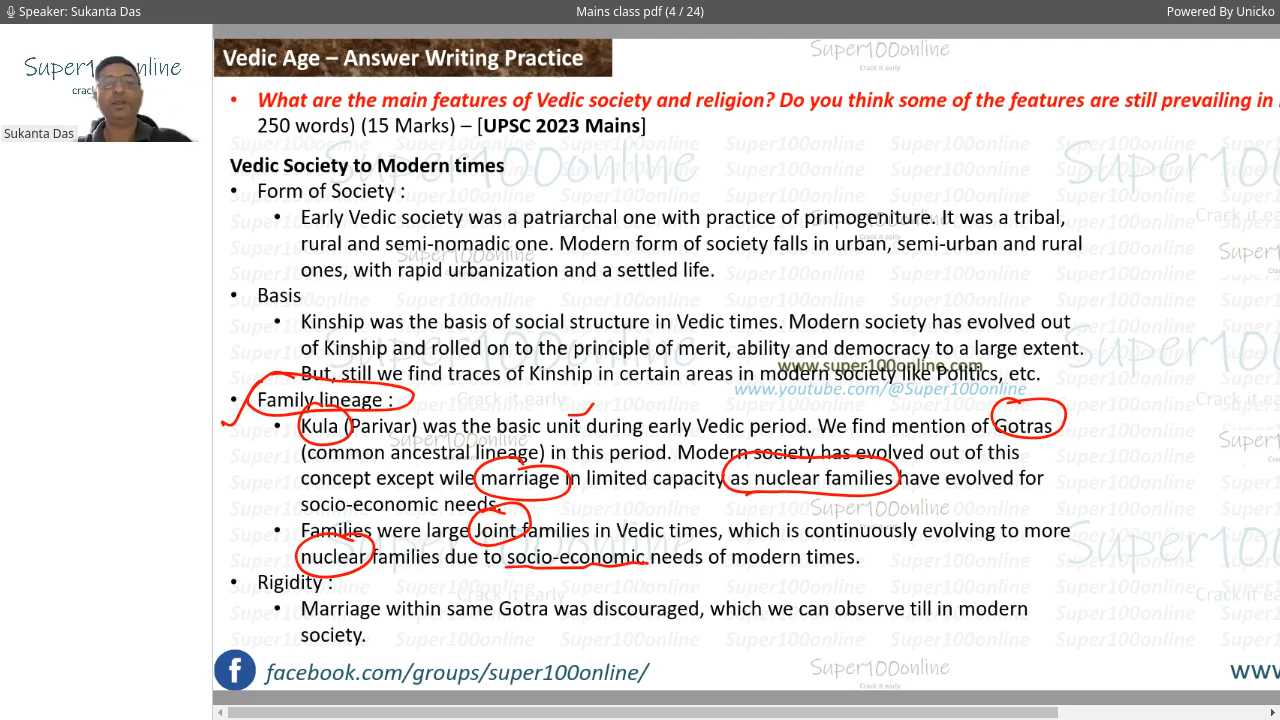 Speaker: Sukanta Das
Mains class pdf (4 / 24)
Powered By Unicko
Super100online
Sukanta Das
Vedic Age – Answer Writing Practice
Super100online
Crack it early
• What are the main features of Vedic society and religion? Do you think some of the features are still prevailing in
250 words) (15 Marks) – [UPSC 2023 Mains]
Vedic Society to Modern times
• Form of Society :
• Early Vedic society was a patriarchal one with practice of primogeniture. It was a tribal,
rural and semi-nomadic one. Modern form of society falls in urban, semi-urban and rural
ones, with rapid urbanization and a settled life.
• Basis
• Kinship was the basis of social structure in Vedic times. Modern society has evolved out
of Kinship and rolled on to the principle of merit, ability and democracy to a large extent.
But, still we find traces of Kinship in certain areas in modern society like Politics, etc.
www.youtube.com
www.youtube.com/@Super100online
• Family lineage :
• Kula (Parivar) was the basic unit during early Vedic period. We find mention of Gotras
(common ancestral lineage) in this period. Modern society has evolved out of this
concept except wile marriage in limited capacity as nuclear families have evolved for
socio-economic needs.
• Families were large Joint families in Vedic times, which is continuously evolving to more
nuclear families due to socio-economic needs of modern times.
• Rigidity :
• Marriage within same Gotra was discouraged, which we can observe till in modern
society.
facebook.com/groups/super100online/
Super100online
Crack it early